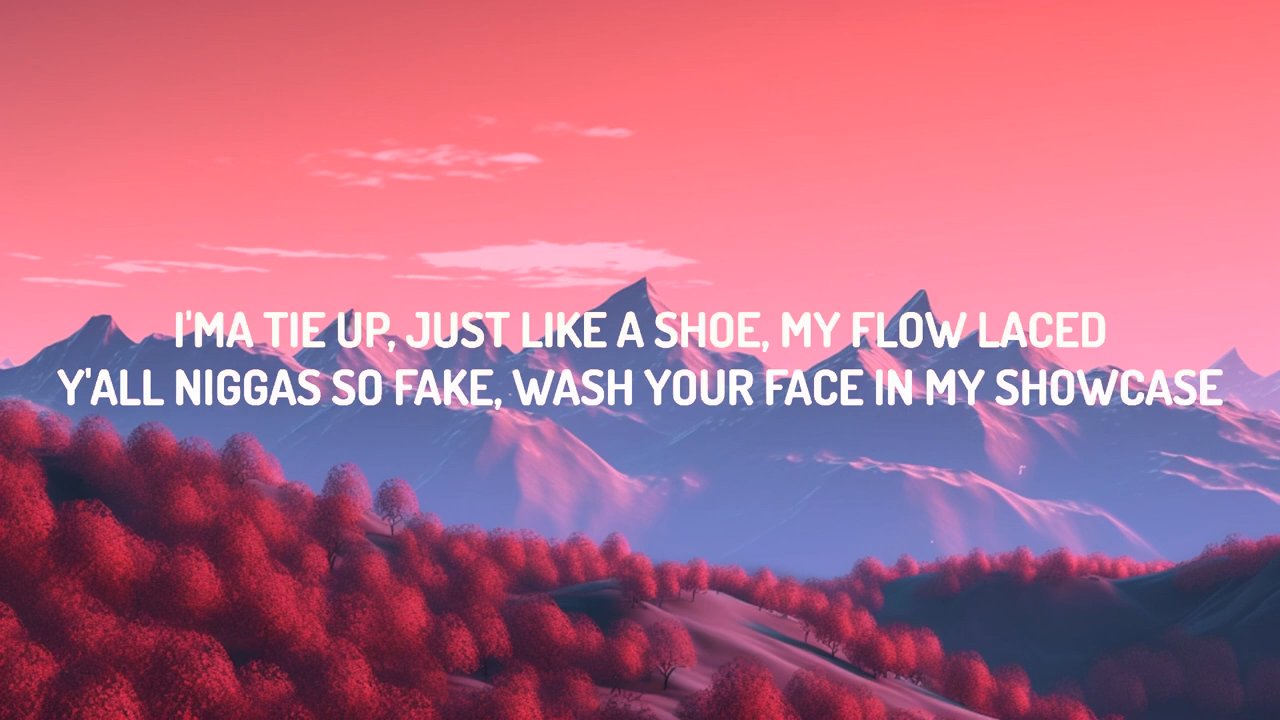 I'MA TIE UP, JUST LIKE A SHOE, MY FLOW LACED
Y'ALL NIGGAS SO FAKE, WASH YOUR FACE IN MY SHOWCASE